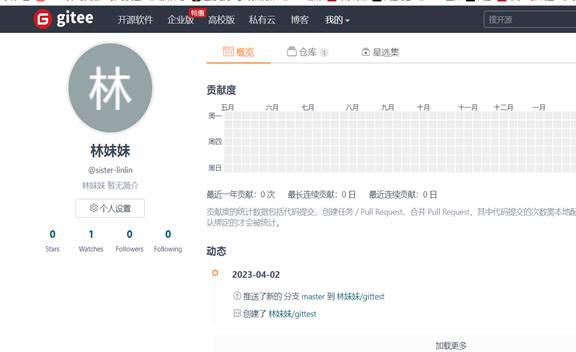 gitee 开源软件 企业版 特惠 高校版 私有云 博客 我的 搜开源
概览 仓库 1 星选集
林
林妹妹
@sister-linlin
林妹妹 暂无简介
个人设置
0 1 0 0
Stars Watches Followers Following
贡献度
五月 六月 七月 八月 九月 十月 十一月 十二月 一月
周一
周四
周日
最近一年贡献：0 次 最长连续贡献：0 日 最近连续贡献：0 日
贡献度的统计数据包括代码提交、创建任务 / Pull Request、合并 Pull Request，其中代码提交的次数需本地配
认绑定的才会被统计。
动态
2023-04-02
推送了新的 分支 master 到 林妹妹/gittest
创建了 林妹妹/gittest
加载更多